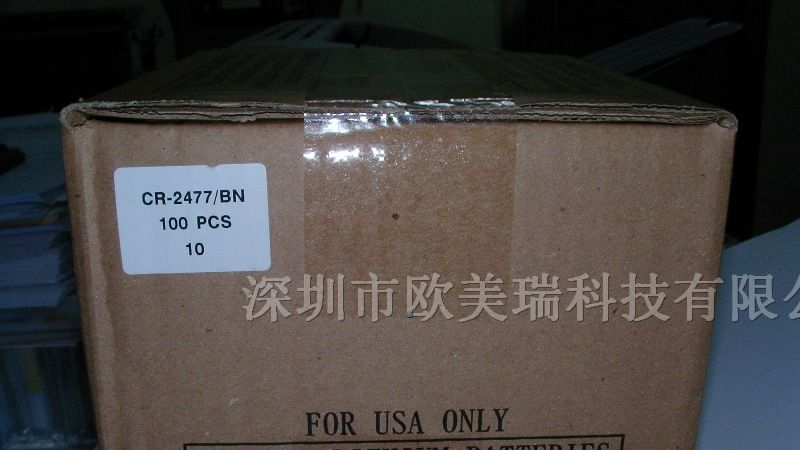 CR-2477/BN
100 PCS
10
深圳市欧美瑞科技有限公
FOR USA ONLY
BATTERIES